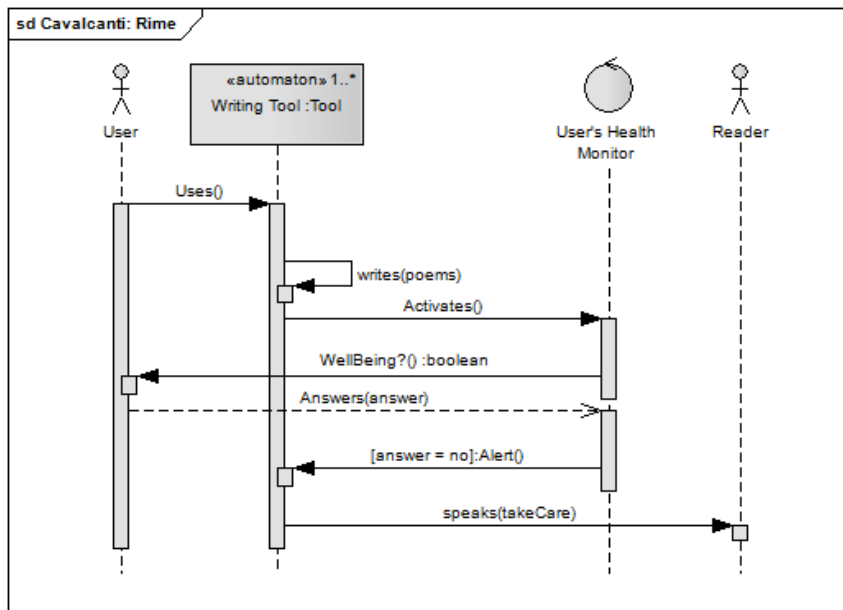 sd Cavalcanti: Rime
«automaton» 1..*
Writing Tool :Tool
User
User's Health
Monitor
Reader
Uses()
writes(poems)
Activates()
WellBeing?() :boolean
Answers(answer)
[answer = no]:Alert()
speaks(takeCare)